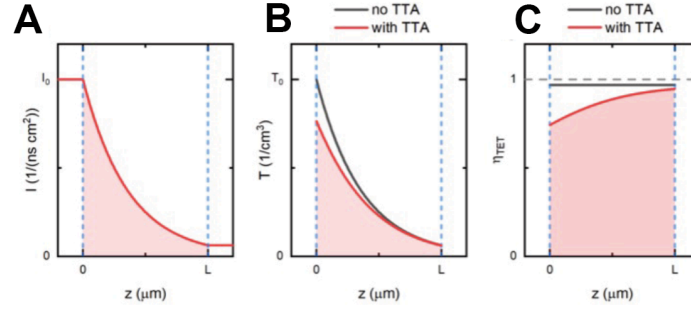 A
B
C
no TTA
with TTA
no TTA
with TTA
I (1/(ns cm²))
I₀
0
0
L
z (μm)
T (1/cm³)
T₀
0
0
L
z (μm)
ηTET
1
0
0
L
z (μm)